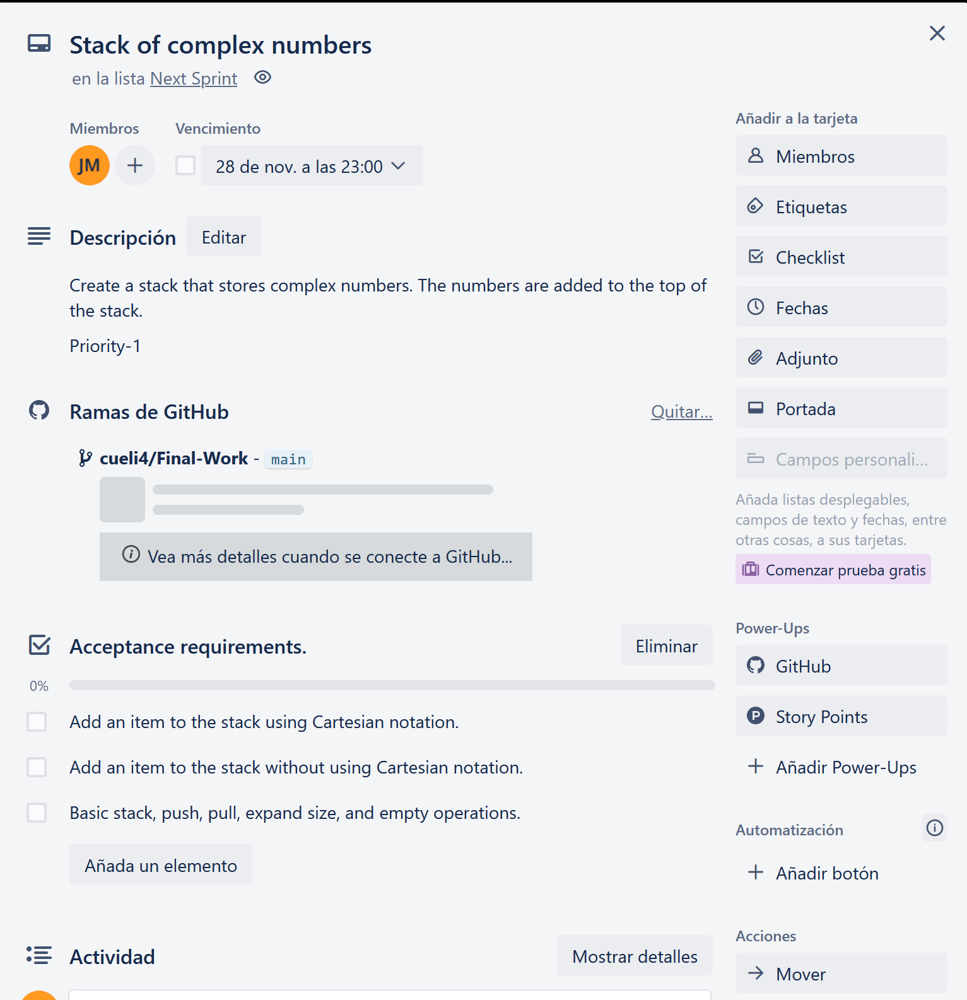 Stack of complex numbers
en la lista Next Sprint
Miembros
Vencimiento
JM
28 de nov. a las 23:00
Descripción
Editar
Create a stack that stores complex numbers. The numbers are added to the top of
the stack.
Priority-1
Ramas de GitHub
Quitar...
cueli4/Final-Work - main
Vea más detalles cuando se conecte a GitHub...
Acceptance requirements.
Eliminar
0%
Add an item to the stack using Cartesian notation.
Add an item to the stack without using Cartesian notation.
Basic stack, push, pull, expand size, and empty operations.
Añada un elemento
Actividad
Mostrar detalles
Añadir a la tarjeta
Miembros
Etiquetas
Checklist
Fechas
Adjunto
Portada
Campos personali...
Añada listas desplegables,
campos de texto y fechas, entre
otras cosas, a sus tarjetas.
Comenzar prueba gratis
Power-Ups
GitHub
Story Points
Añadir Power-Ups
Automatización
Añadir botón
Acciones
Mover